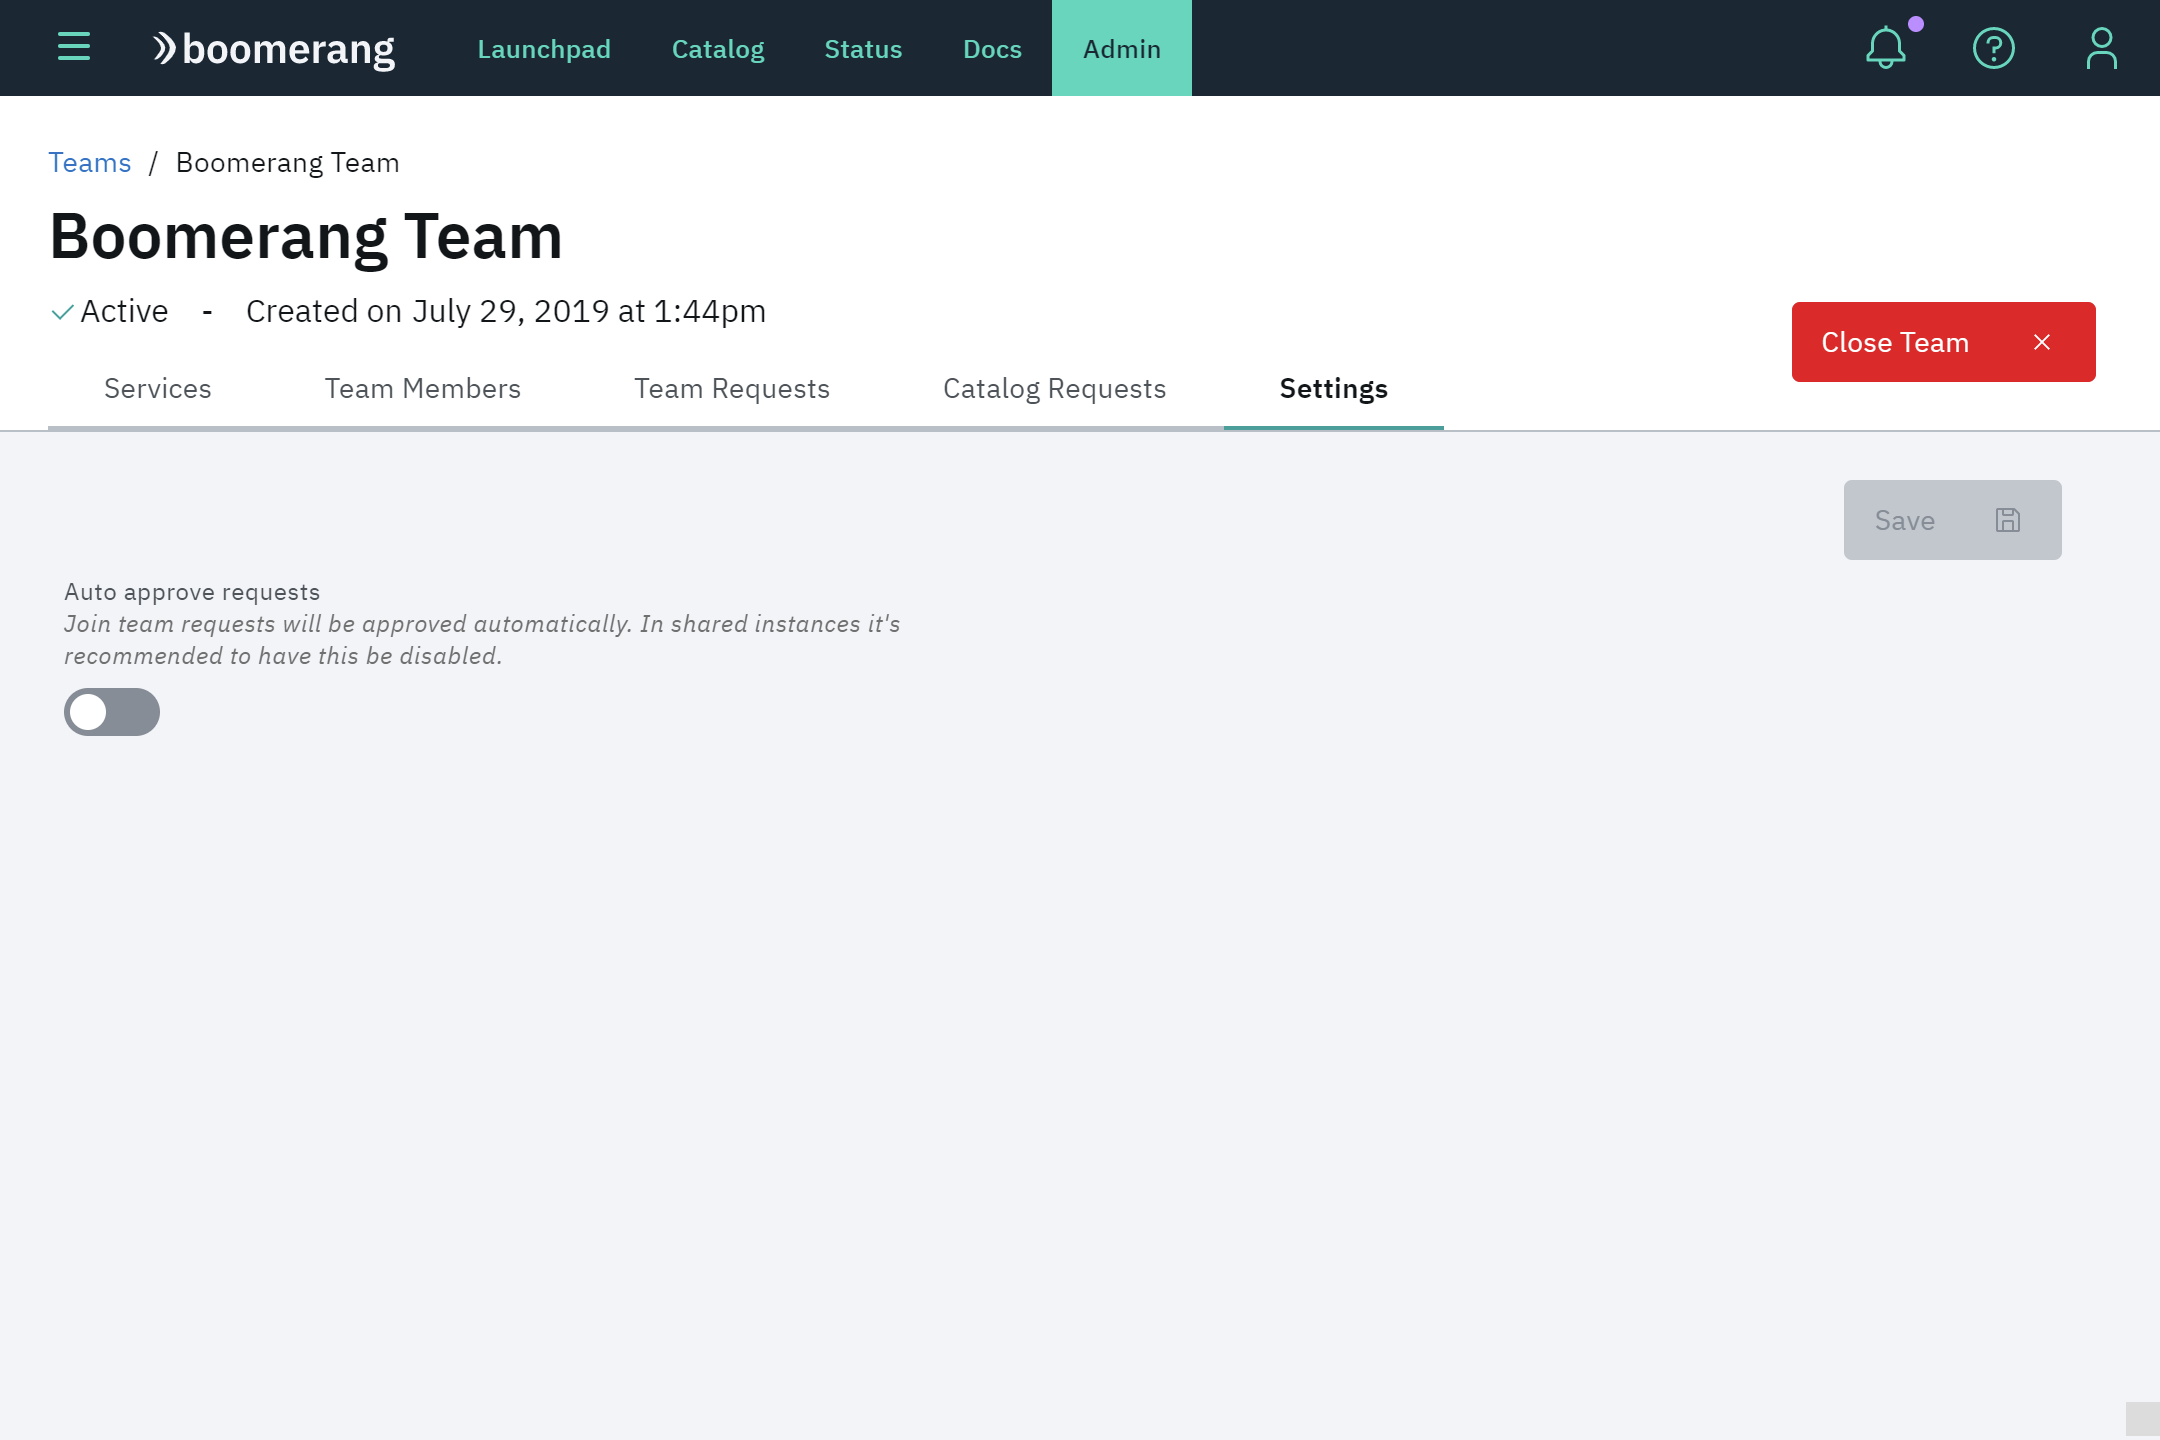 boomerang Launchpad Catalog Status Docs Admin
Teams / Boomerang Team
Boomerang Team
Active - Created on July 29, 2019 at 1:44pm
Close Team
Services Team Members Team Requests Catalog Requests Settings
Save
Auto approve requests
Join team requests will be approved automatically. In shared instances it's
recommended to have this be disabled.